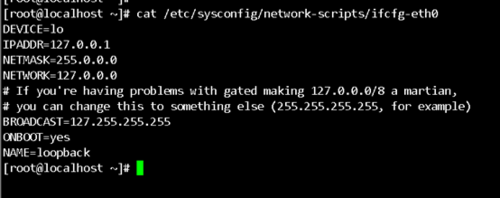 [root@localhost ~]#
[root@localhost ~]# cat /etc/sysconfig/network-scripts/ifcfg-eth0
DEVICE=lo
IPADDR=127.0.0.1
NETMASK=255.0.0.0
NETWORK=127.0.0.0
# If you're having problems with gated making 127.0.0.0/8 a martian,
# you can change this to something else (255.255.255.255, for example)
BROADCAST=127.255.255.255
ONBOOT=yes
NAME=loopback
[root@localhost ~]#